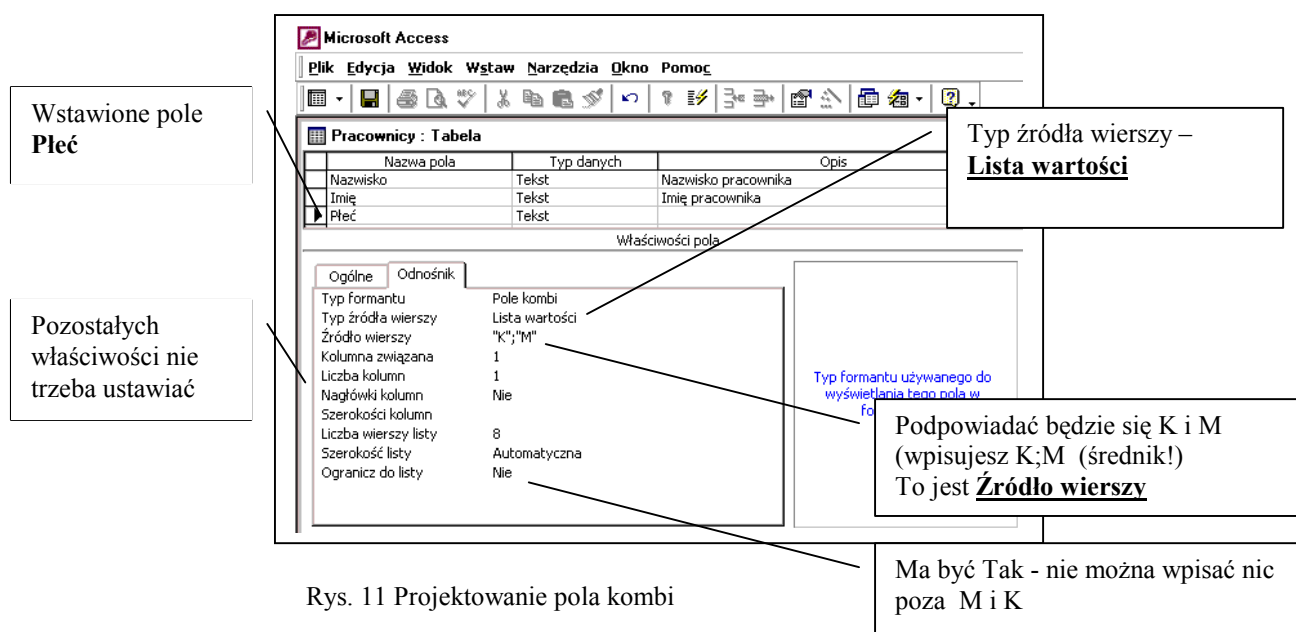 Microsoft Access
Plik Edycja Widok Wstaw Narzędzia Okno Pomoc
Wstawione pole
Płeć
Pracownicy : Tabela
Nazwa pola Typ danych Opis
Nazwisko Tekst Nazwisko pracownika
Imię Tekst Imię pracownika
Płeć Tekst
Typ źródła wierszy –
Lista wartości
Właściwości pola
Ogólne Odnośnik
Typ formantu Pole kombi
Typ źródła wierszy Lista wartości
Źródło wierszy "K";"M"
Kolumna związana 1
Liczba kolumn 1
Nagłówki kolumn Nie
Szerokości kolumn
Liczba wierszy listy 8
Szerokość listy Automatyczna
Ogranicz do listy Nie
Pozostałych
właściwości nie
trzeba ustawiać
Typ formantu używanego do
wyświetlania tego pola w
fo
Podpowiadać będzie się K i M
(wpisujesz K;M (średnik!)
To jest Źródło wierszy
Ma być Tak - nie można wpisać nic
poza M i K
Rys. 11 Projektowanie pola kombi